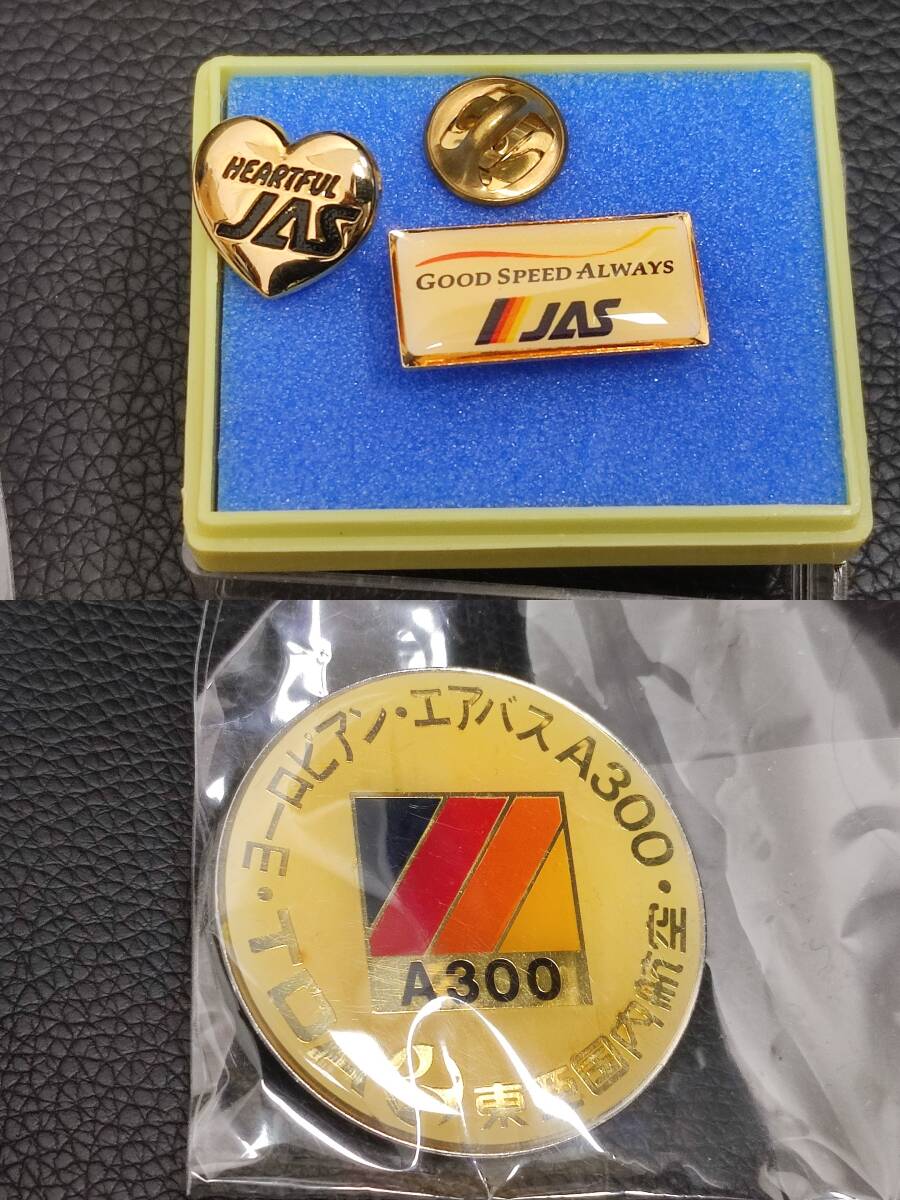 HEARTFUL
JAS
GOOD SPEED ALWAYS
JAS
ヨーロピアン・エアバスA300・
A300
東亜国内航空
TDA